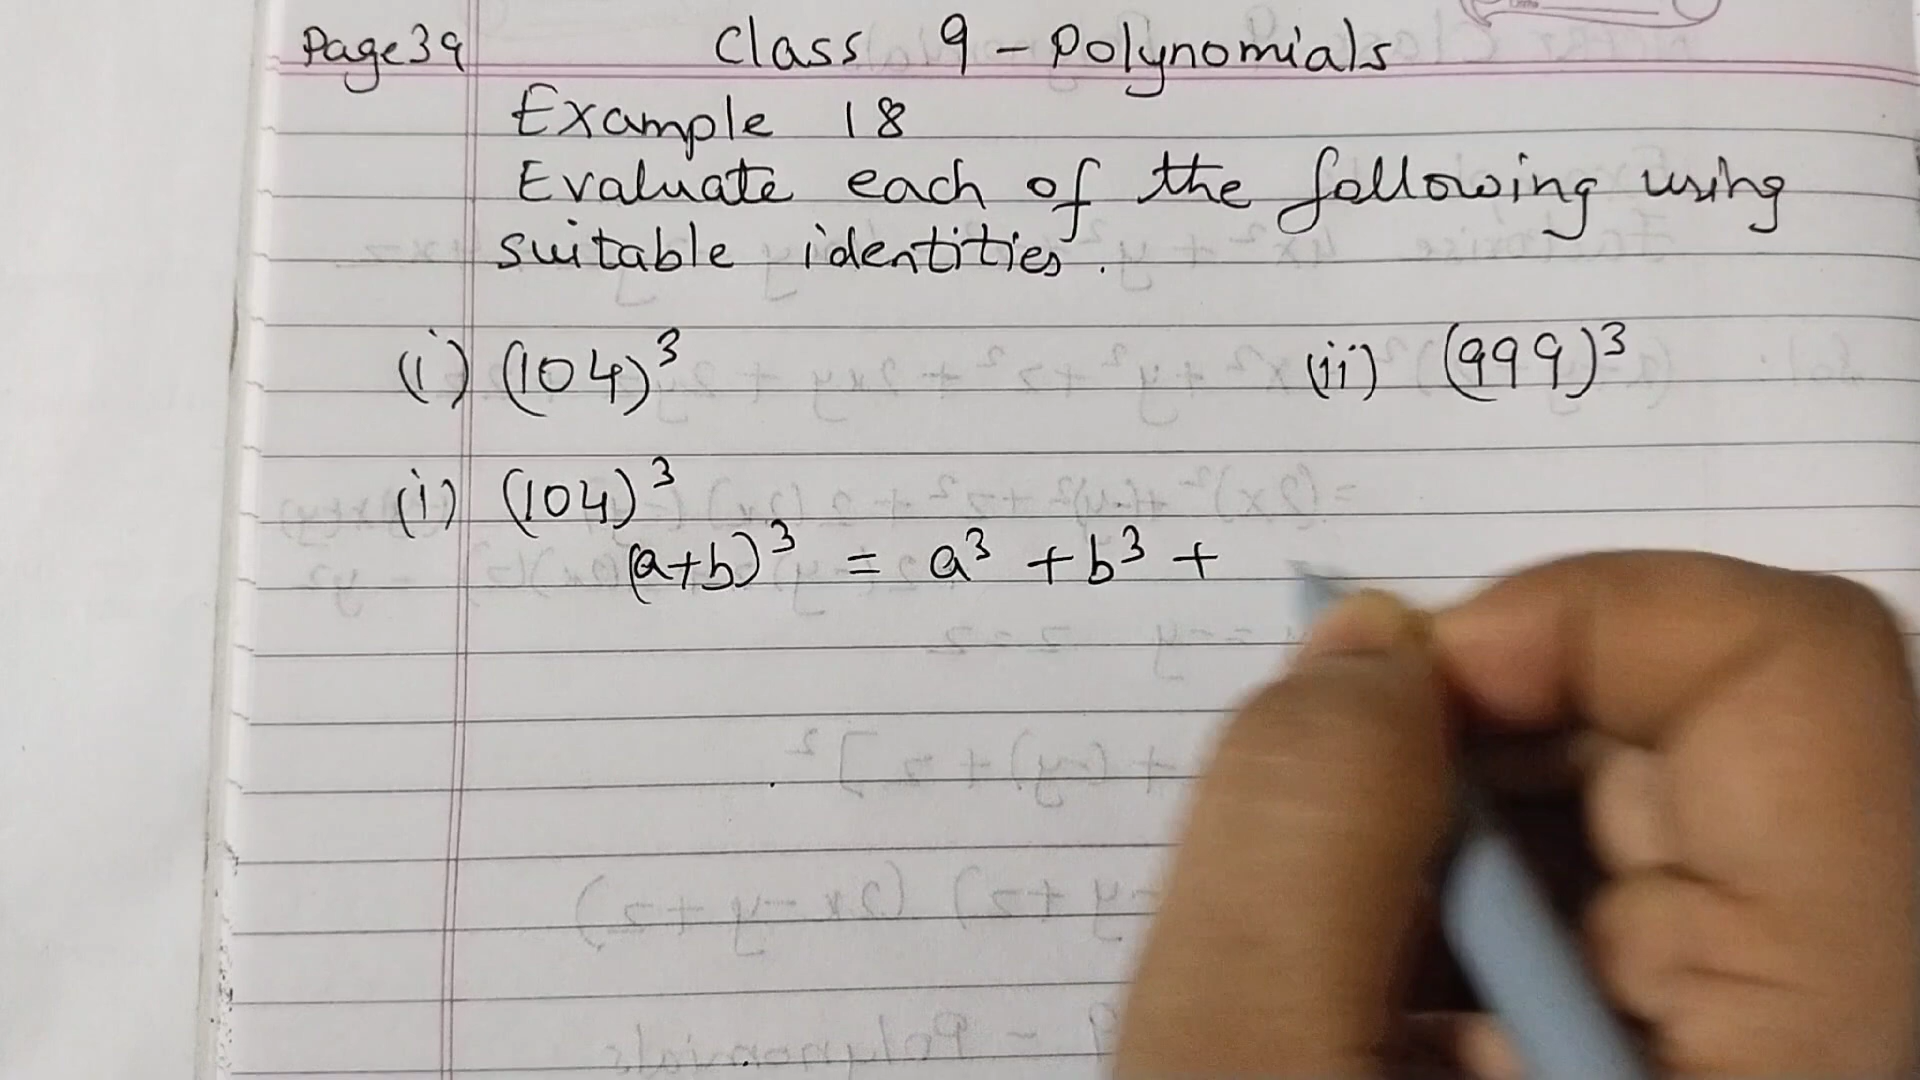 Page 39 Class 9 - Polynomials
Example 18
Evaluate each of the following using
suitable identities.
(i) (104)³ (ii) (999)³
(i) (104)³
(a+b)³ = a³ + b³ +